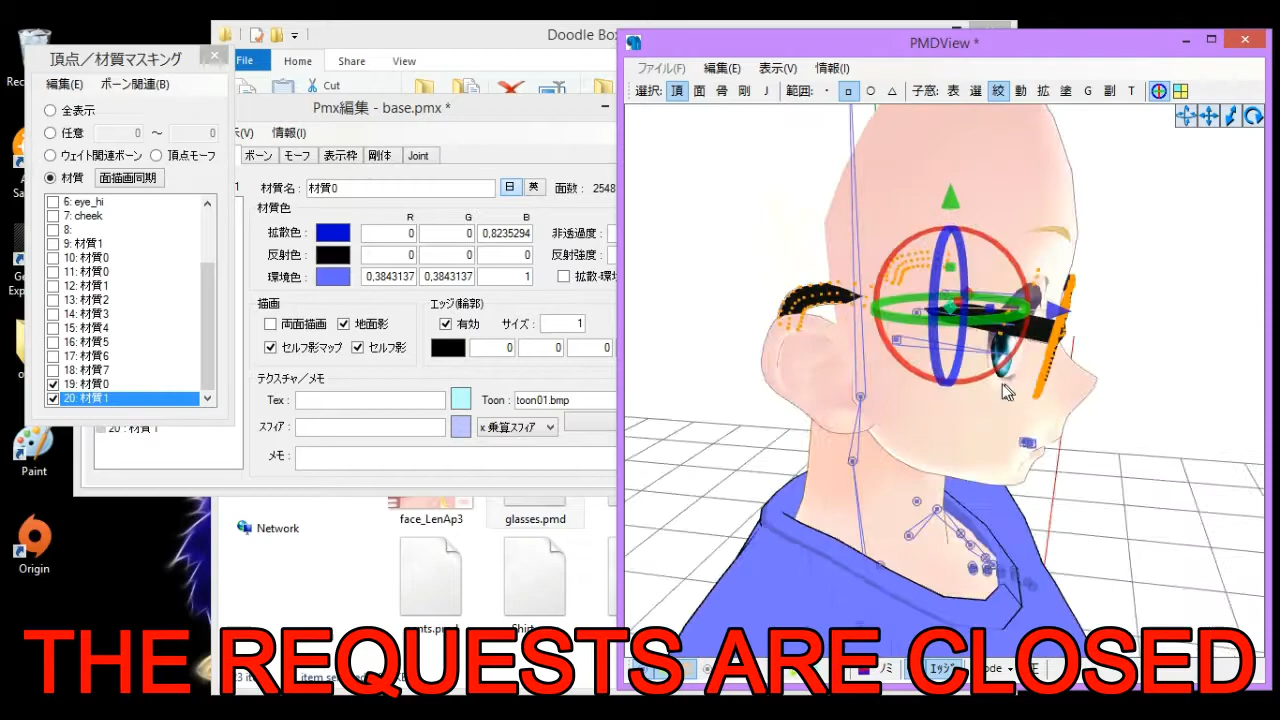 Doodle Box
File
Home
Share
View
Cut
Network
face_LenAp3
glasses.pmd
Paint
Origin
頂点／材質マスキング
編集(E) ボーン関連(B)
全表示
任意 0 ～ 0
ウェイト関連ボーン 頂点モーフ
材質 面描画同期
6: eye_hi
7: cheek
8:
9: 材質1
10: 材質0
11: 材質0
12: 材質1
13: 材質2
14: 材質3
15: 材質4
16: 材質5
17: 材質6
18: 材質7
19: 材質0
20: 材質1
Pmx編集 - base.pmx *
情報(I)
ボーン モーフ 表示枠 剛体 Joint
材質名: 材質0 日 英 面数: 2548
材質色
R G B
拡散色: 0 0 0,8235294 非透過度:
反射色: 0 0 0 反射強度:
環境色: 0,3843137 0,3843137 1
描画 エッジ(輪郭)
両面描画 地面影 有効 サイズ: 1
セルフ影マップ セルフ影 0 0 0
テクスチャ／メモ
Tex: Toon: toon01.bmp
スフィア: x 乗算スフィア
メモ:
20 : 材質1
PMDView *
ファイル(F) 編集(E) 表示(V) 情報(I)
選択: 頂 面 骨 剛 J 範囲: 子窓: 表 選 絞 動 拡 塗 G 副 T
エッジ
THE REQUESTS ARE CLOSED